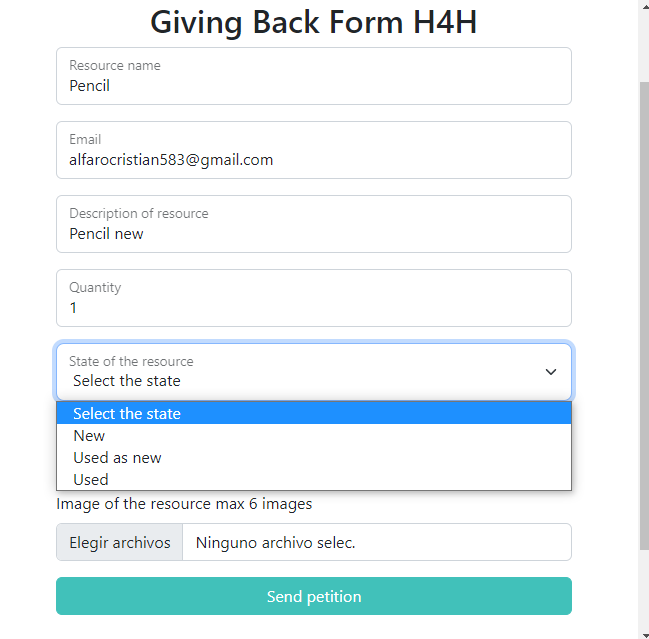 Giving Back Form H4H
Resource name
Pencil
Email
alfarocristian583@gmail.com
Description of resource
Pencil new
Quantity
1
State of the resource
Select the state
Select the state
New
Used as new
Used
Image of the resource max 6 images
Elegir archivos Ninguno archivo selec.
Send petition